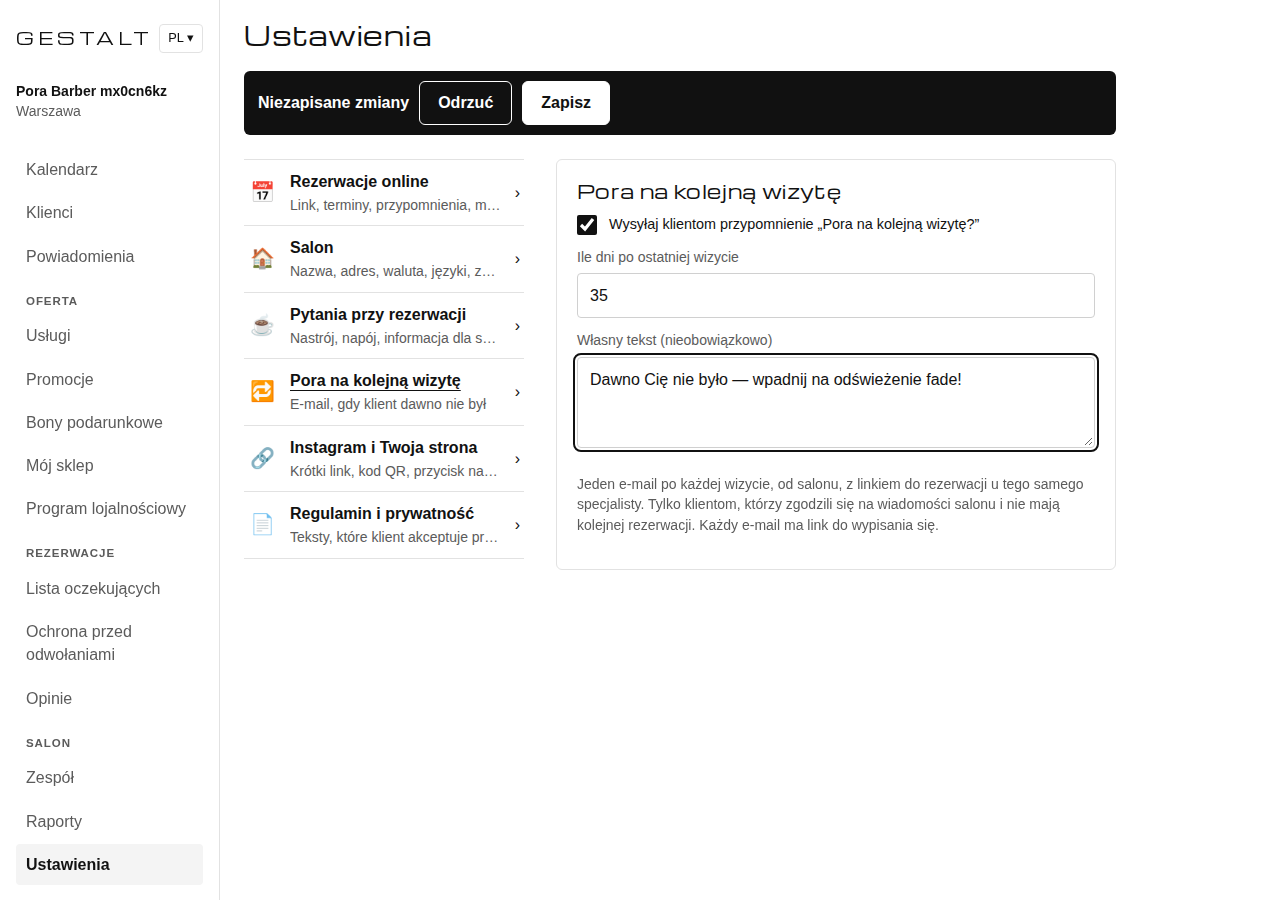 GESTALT
PL ▾
Pora Barber mx0cn6kz
Warszawa
Kalendarz
Klienci
Powiadomienia
OFERTA
Usługi
Promocje
Bony podarunkowe
Mój sklep
Program lojalnościowy
REZERWACJE
Lista oczekujących
Ochrona przed
odwołaniami
Opinie
SALON
Zespół
Raporty
Ustawienia
Ustawienia
Niezapisane zmiany
Odrzuć
Zapisz
Rezerwacje online
Link, terminy, przypomnienia, m…
Salon
Nazwa, adres, waluta, języki, z…
Pytania przy rezerwacji
Nastrój, napój, informacja dla s…
Pora na kolejną wizytę
E-mail, gdy klient dawno nie był
Instagram i Twoja strona
Krótki link, kod QR, przycisk na…
Regulamin i prywatność
Teksty, które klient akceptuje pr…
Pora na kolejną wizytę
Wysyłaj klientom przypomnienie „Pora na kolejną wizytę?”
Ile dni po ostatniej wizycie
35
Własny tekst (nieobowiązkowo)
Dawno Cię nie było — wpadnij na odświeżenie fade!
Jeden e-mail po każdej wizycie, od salonu, z linkiem do rezerwacji u tego samego
specjalisty. Tylko klientom, którzy zgodzili się na wiadomości salonu i nie mają
kolejnej rezerwacji. Każdy e-mail ma link do wypisania się.